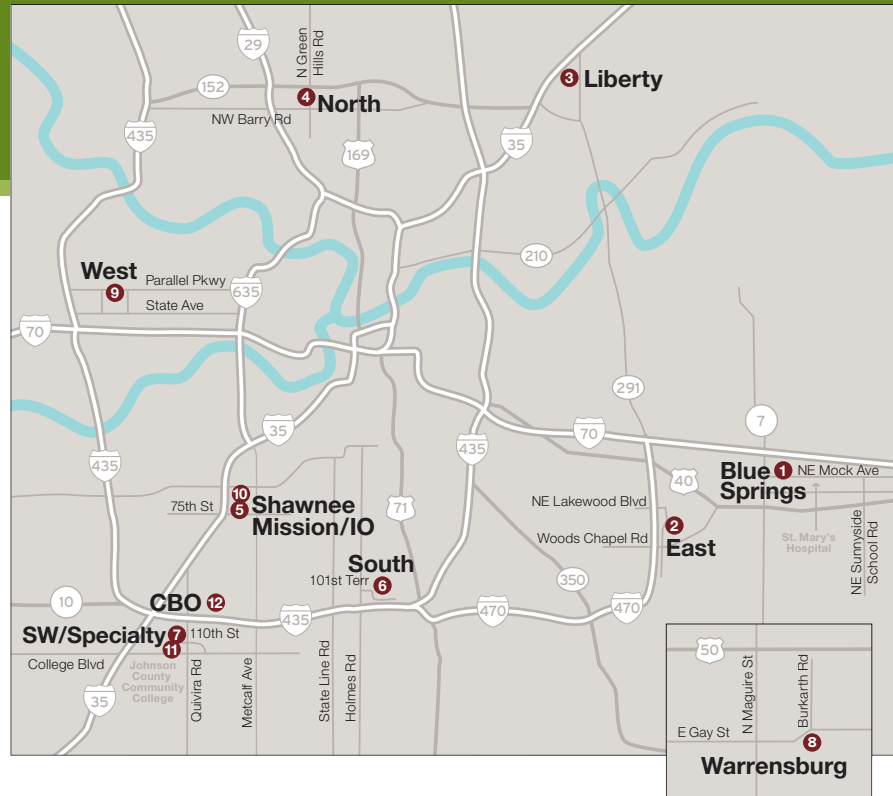 29
N Green
Hills Rd
152
3 Liberty
4 North
NW Barry Rd
435
169
35
210
West
9
Parallel Pkwy
State Ave
635
70
291
7
35
70
435
435
10
5
75th St
Shawnee
Mission/IO
71
40
Blue
Springs
1
NE Mock Ave
NE Lakewood Blvd
2
East
Woods Chapel Rd
St. Mary's
Hospital
NE Sunnyside
School Rd
South
101st Terr
6
350
10
CBO 12
435
470
470
SW/Specialty 7
110th St
11
College Blvd
Johnson
County
Community
College
Quivira Rd
Metcalf Ave
State Line Rd
Holmes Rd
35
50
N Maguire St
Burkarth Rd
E Gay St
8
Warrensburg